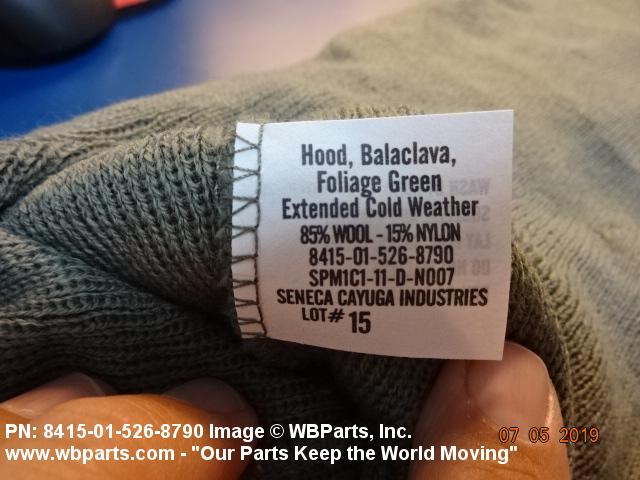 Hood, Balaclava,
Foliage Green
Extended Cold Weather
85% WOOL - 15% NYLON
8415-01-526-8790
SPM1C1-11-D-N007
SENECA CAYUGA INDUSTRIES
LOT# 15
07 05 2019
PN: 8415-01-526-8790 Image © WBParts, Inc.
www.wbparts.com - "Our Parts Keep the World Moving"